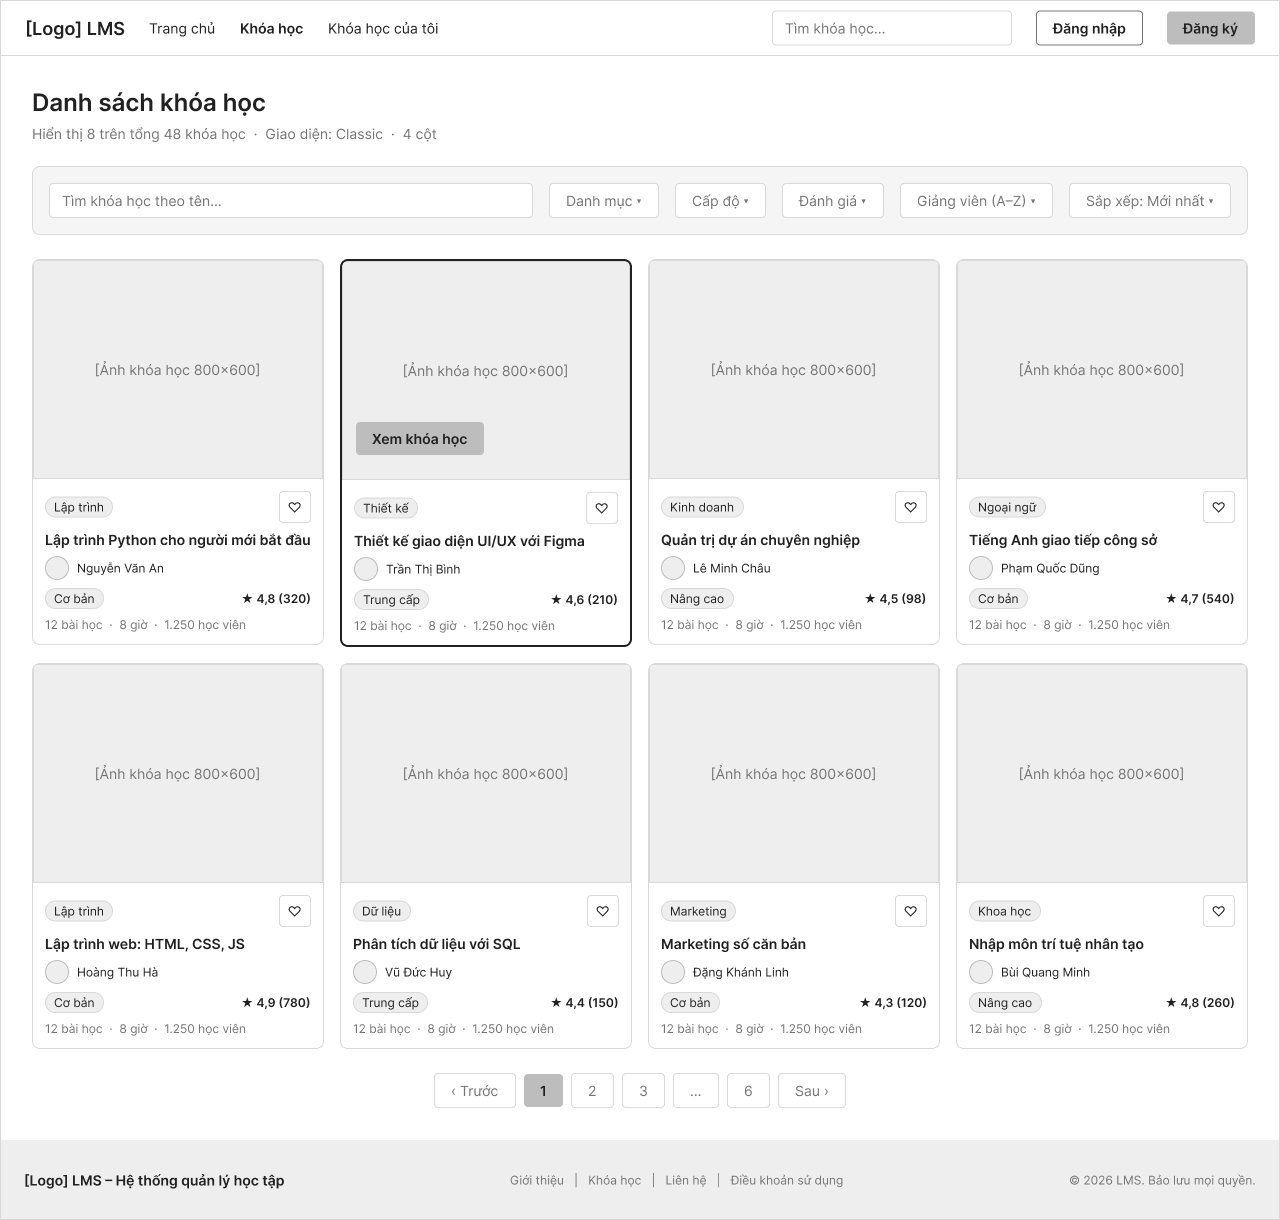 [Logo] LMS Trang chủ Khóa học Khóa học của tôi Tìm khóa học... Đăng nhập Đăng ký
Danh sách khóa học
Hiển thị 8 trên tổng 48 khóa học · Giao diện: Classic · 4 cột
Tìm khóa học theo tên... Danh mục ▾ Cấp độ ▾ Đánh giá ▾ Giảng viên (A–Z) ▾ Sắp xếp: Mới nhất ▾
[Ảnh khóa học 800×600]
Lập trình
Lập trình Python cho người mới bắt đầu
Nguyễn Văn An
Cơ bản ★ 4,8 (320)
12 bài học · 8 giờ · 1.250 học viên
[Ảnh khóa học 800×600]
Xem khóa học
Thiết kế
Thiết kế giao diện UI/UX với Figma
Trần Thị Bình
Trung cấp ★ 4,6 (210)
12 bài học · 8 giờ · 1.250 học viên
[Ảnh khóa học 800×600]
Kinh doanh
Quản trị dự án chuyên nghiệp
Lê Minh Châu
Nâng cao ★ 4,5 (98)
12 bài học · 8 giờ · 1.250 học viên
[Ảnh khóa học 800×600]
Ngoại ngữ
Tiếng Anh giao tiếp công sở
Phạm Quốc Dũng
Cơ bản ★ 4,7 (540)
12 bài học · 8 giờ · 1.250 học viên
[Ảnh khóa học 800×600]
Lập trình
Lập trình web: HTML, CSS, JS
Hoàng Thu Hà
Cơ bản ★ 4,9 (780)
12 bài học · 8 giờ · 1.250 học viên
[Ảnh khóa học 800×600]
Dữ liệu
Phân tích dữ liệu với SQL
Vũ Đức Huy
Trung cấp ★ 4,4 (150)
12 bài học · 8 giờ · 1.250 học viên
[Ảnh khóa học 800×600]
Marketing
Marketing số căn bản
Đặng Khánh Linh
Cơ bản ★ 4,3 (120)
12 bài học · 8 giờ · 1.250 học viên
[Ảnh khóa học 800×600]
Khoa học
Nhập môn trí tuệ nhân tạo
Bùi Quang Minh
Nâng cao ★ 4,8 (260)
12 bài học · 8 giờ · 1.250 học viên
‹ Trước 1 2 3 ... 6 Sau ›
[Logo] LMS – Hệ thống quản lý học tập Giới thiệu | Khóa học | Liên hệ | Điều khoản sử dụng © 2026 LMS. Bảo lưu mọi quyền.